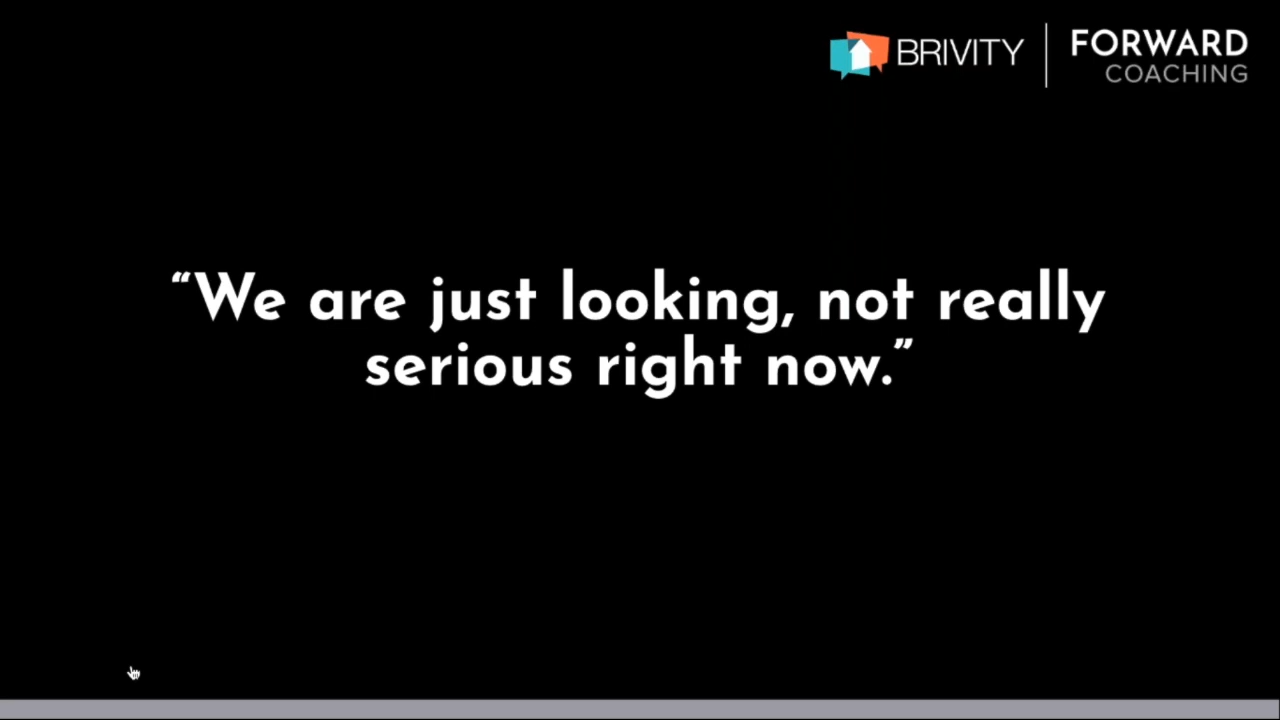 BRIVITY
FORWARD
COACHING
“We are just looking, not really
serious right now.”